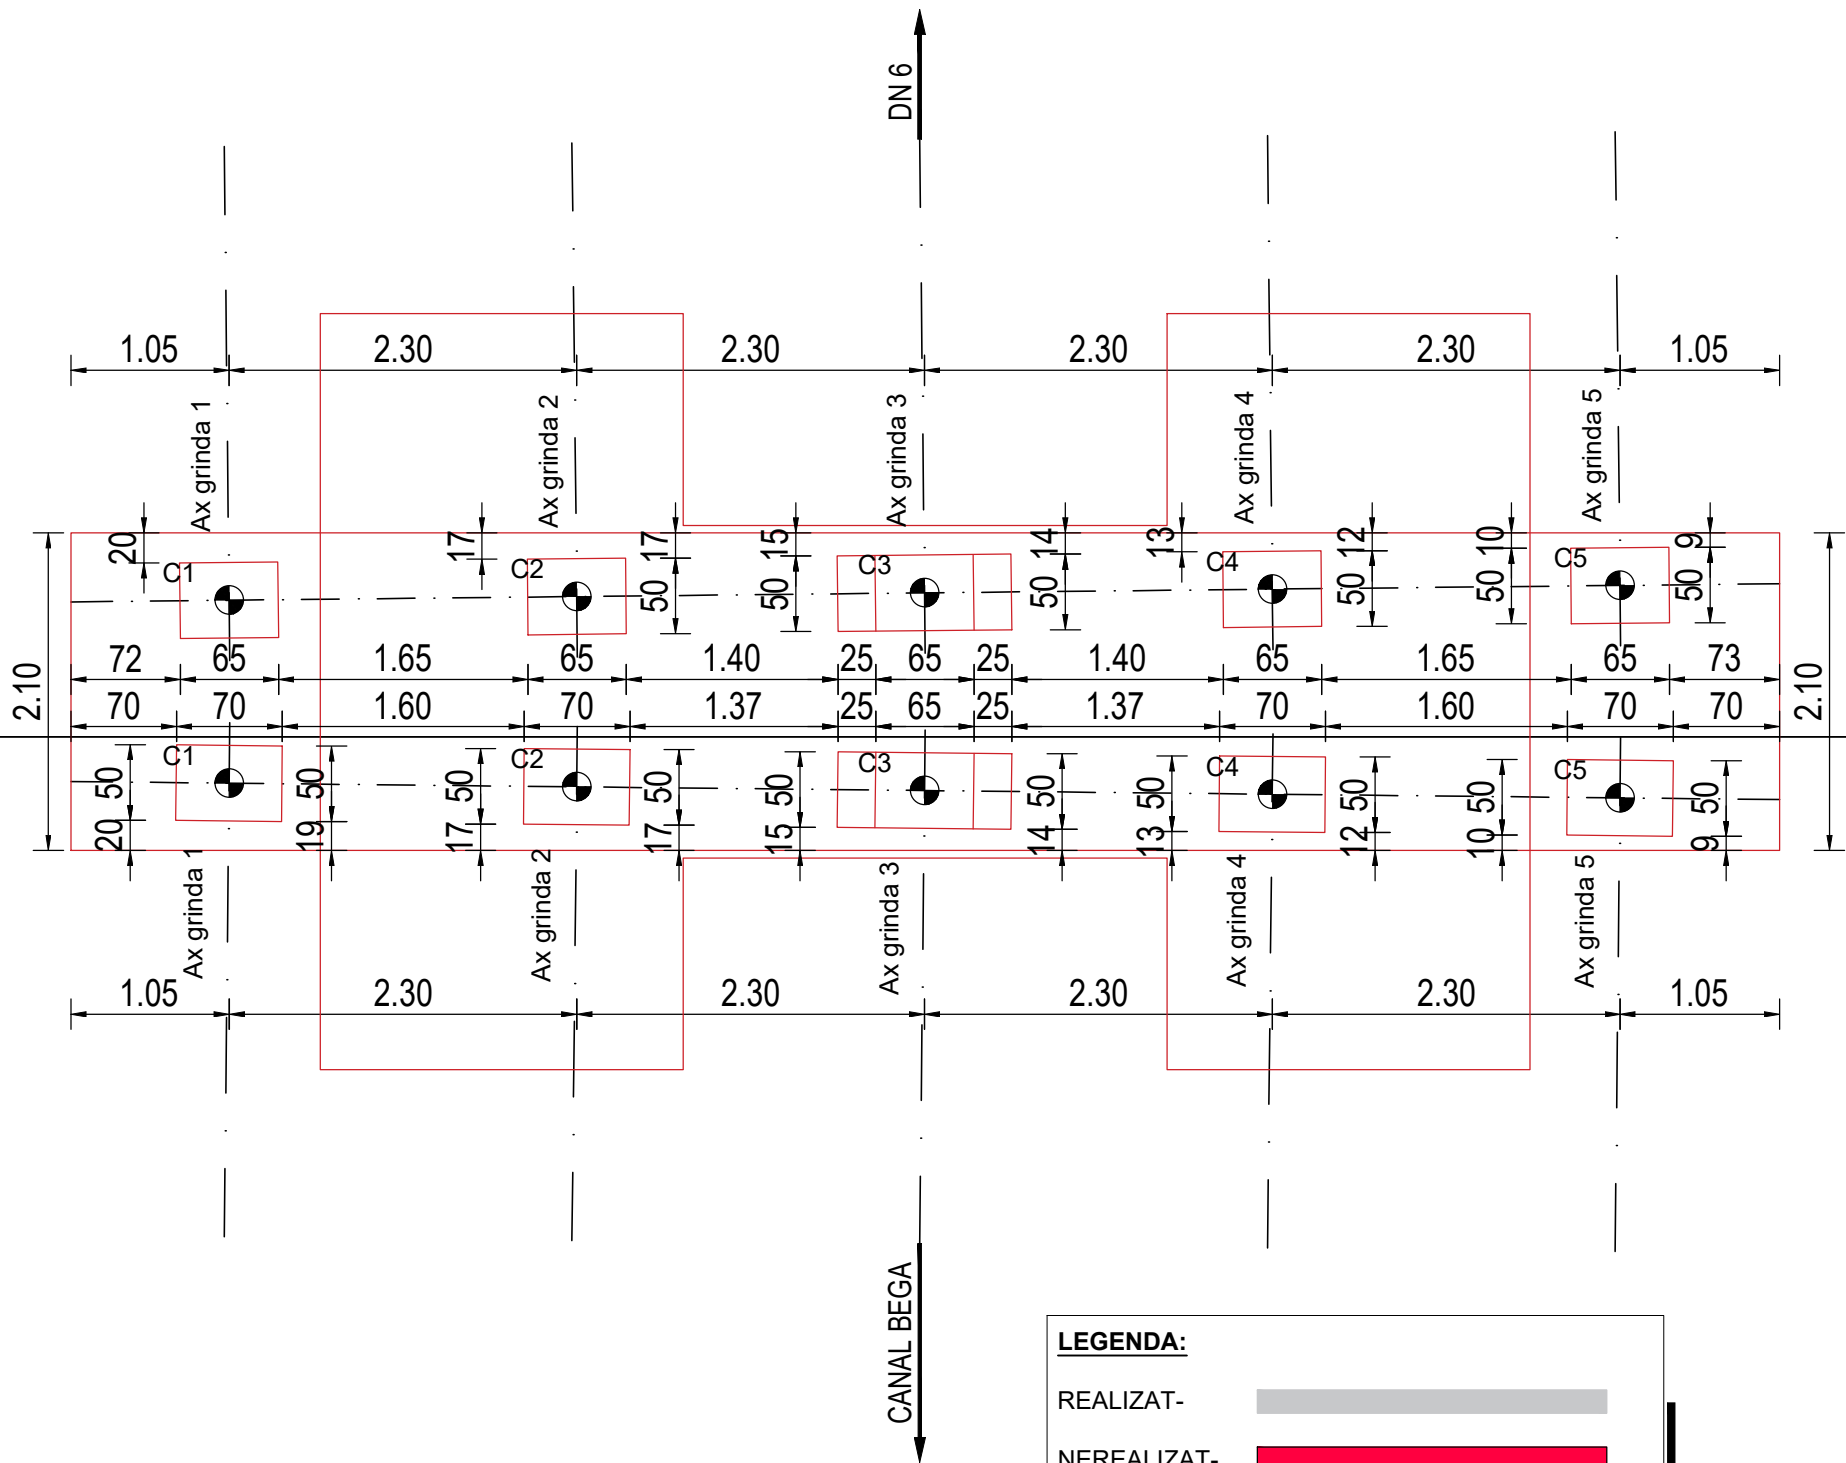 DN 6
1.05 2.30 2.30 2.30 2.30 1.05
Ax grinda 1 Ax grinda 2 Ax grinda 3 Ax grinda 4 Ax grinda 5
20 17 17 15 14 13 12 10 9
C1 C2 C3 C4 C5
50 50 50 50 50 50
2.10 2.10
72 65 1.65 65 1.40 25 65 25 1.40 65 1.65 65 73
70 70 1.60 70 1.37 25 65 25 1.37 70 1.60 70 70
C1 C2 C3 C4 C5
50 50 50 50 50 50 50 50 50 50
20 19 17 17 15 14 13 12 10 9
Ax grinda 1 Ax grinda 2 Ax grinda 3 Ax grinda 4 Ax grinda 5
1.05 2.30 2.30 2.30 2.30 1.05
CANAL BEGA
LEGENDA:
REALIZAT-
NEREALIZAT-